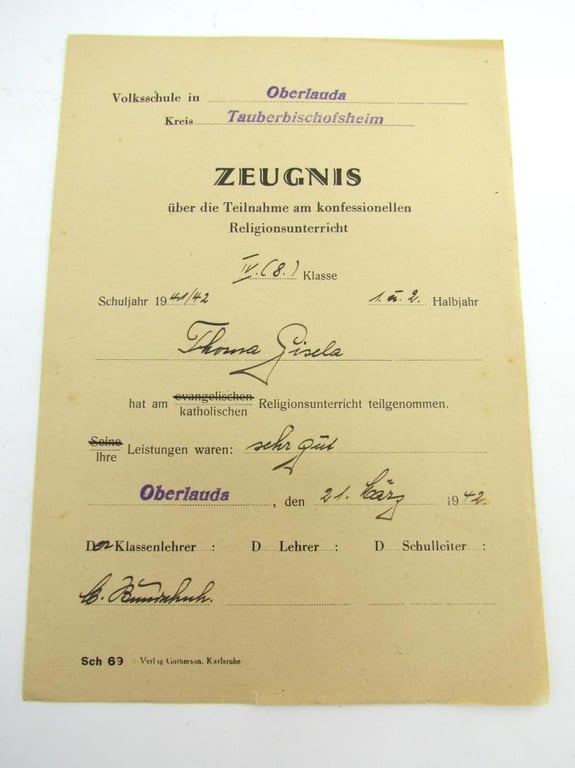 Volksschule in Oberlauda
Kreis Tauberbischofsheim
ZEUGNIS
über die Teilnahme am konfessionellen
Religionsunterricht
IV. (8.) Klasse
Schuljahr 1941/42 1. u. 2. Halbjahr
Thoma Gisela
hat am evangelischen
katholischen Religionsunterricht teilgenommen.
Seine
Ihre Leistungen waren: sehr gut
Oberlauda, den 21. März 1942.
Der Klassenlehrer : D Lehrer : D Schulleiter :
Bundschuh.
Sch 69 Verlag Gutmann, Karlsruhe